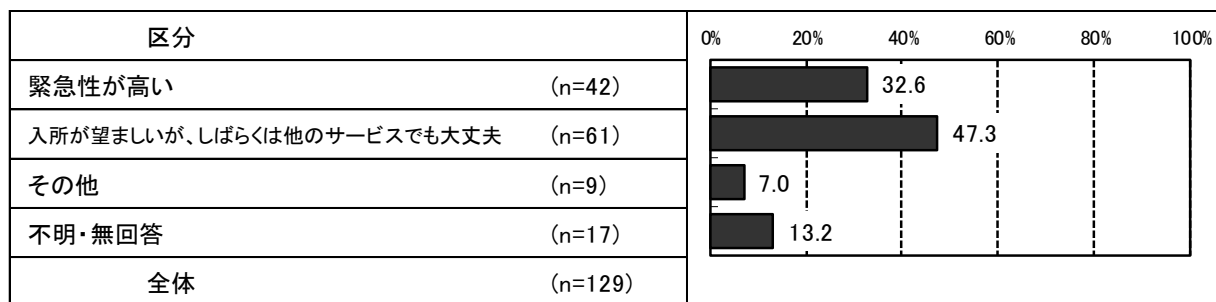 区分
0% 20% 40% 60% 80% 100%
緊急性が高い (n=42) 32.6
入所が望ましいが、しばらくは他のサービスでも大丈夫 (n=61) 47.3
その他 (n=9) 7.0
不明・無回答 (n=17) 13.2
全体 (n=129)